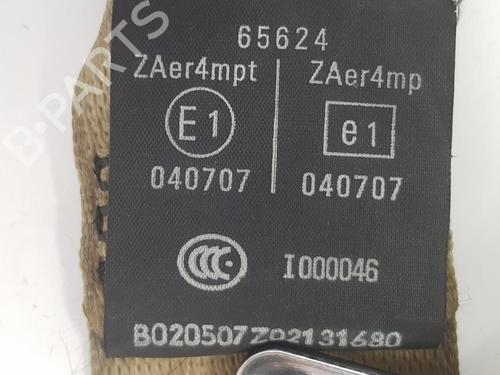 65624
ZAer4mpt ZAer4mp
E1 e1
040707 040707
CCC I000046
B020507Z02131680
B-PARTS